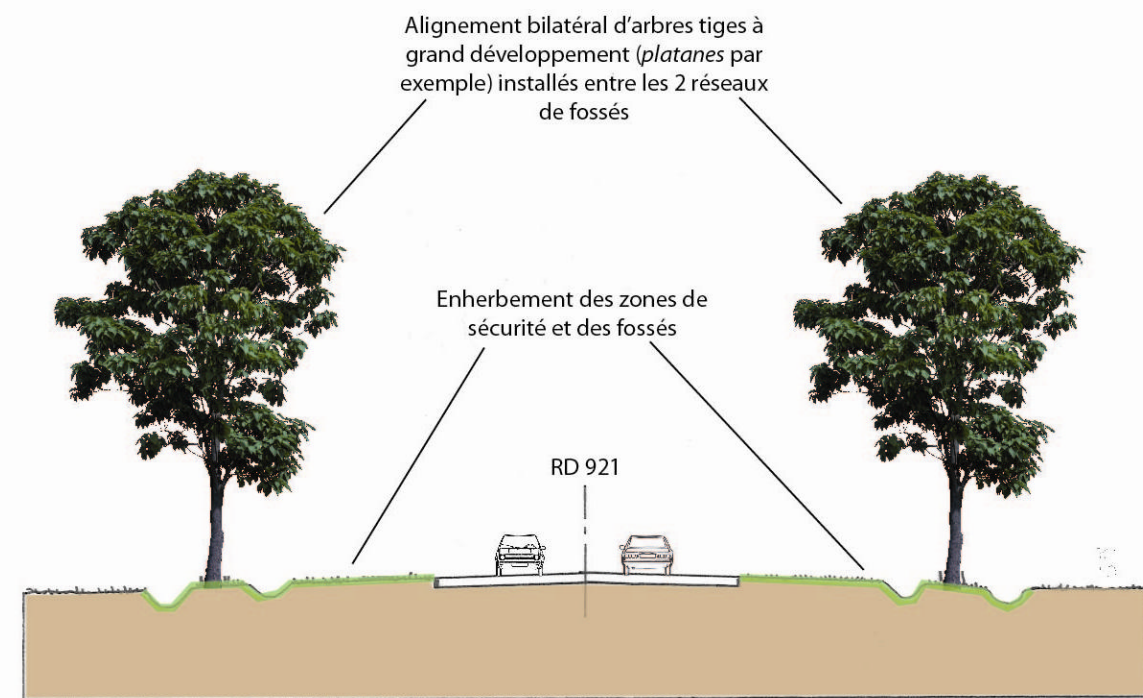 Alignement bilatéral d'arbres tiges à
grand développement (platanes par
exemple) installés entre les 2 réseaux
de fossés
Enherbement des zones de
sécurité et des fossés
RD 921